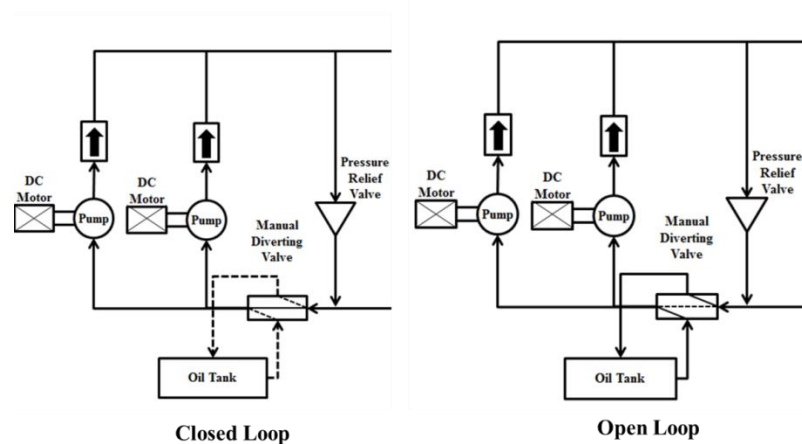 DC
Motor
Pump
DC
Motor
Pump
Pressure
Relief
Valve
Manual
Diverting
Valve
Oil Tank
Closed Loop
DC
Motor
Pump
DC
Motor
Pump
Pressure
Relief
Valve
Manual
Diverting
Valve
Oil Tank
Open Loop